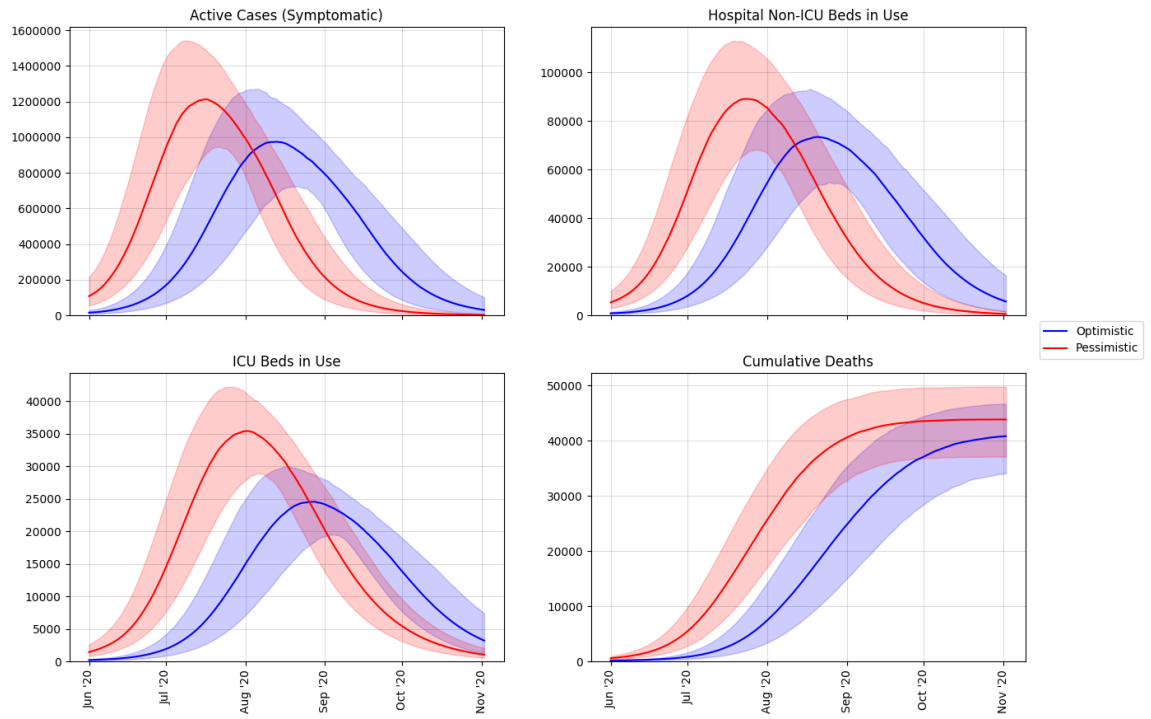 Active Cases (Symptomatic)
1600000
1400000
1200000
1000000
800000
600000
400000
200000
0
Hospital Non-ICU Beds in Use
100000
80000
60000
40000
20000
0
Optimistic
Pessimistic
ICU Beds in Use
40000
35000
30000
25000
20000
15000
10000
5000
0
Jun '20
Jul '20
Aug '20
Sep '20
Oct '20
Nov '20
Cumulative Deaths
50000
40000
30000
20000
10000
0
Jun '20
Jul '20
Aug '20
Sep '20
Oct '20
Nov '20